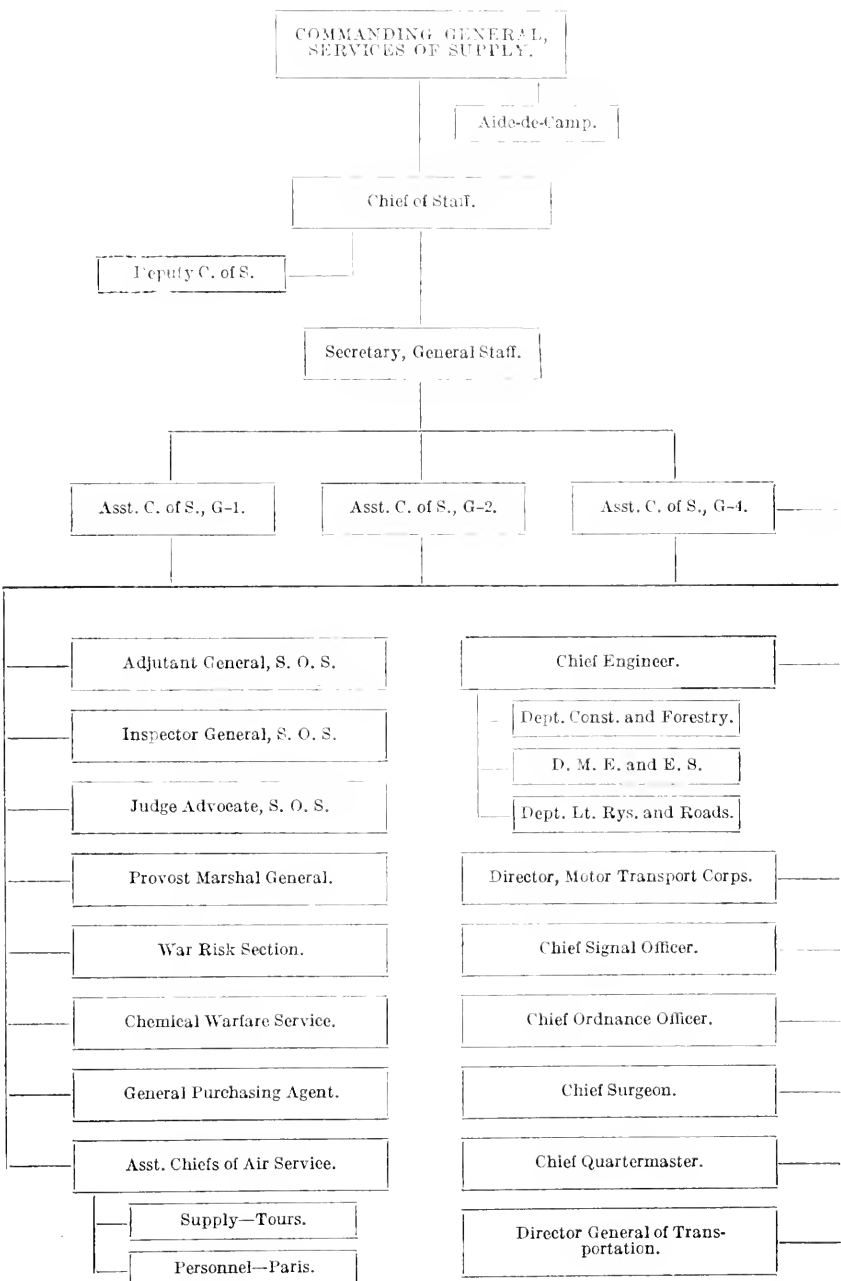 COMMANDING GENERAL,
SERVICES OF SUPPLY.
Aide-de-Camp.
Chief of Staff.
Deputy C. of S.
Secretary, General Staff.
Asst. C. of S., G-1.
Asst. C. of S., G-2.
Asst. C. of S., G-4.
Adjutant General, S. O. S.
Inspector General, S. O. S.
Judge Advocate, S. O. S.
Provost Marshal General.
War Risk Section.
Chemical Warfare Service.
General Purchasing Agent.
Asst. Chiefs of Air Service.
Supply—Tours.
Personnel—Paris.
Chief Engineer.
Dept. Const. and Forestry.
D. M. E. and E. S.
Dept. Lt. Rys. and Roads.
Director, Motor Transport Corps.
Chief Signal Officer.
Chief Ordnance Officer.
Chief Surgeon.
Chief Quartermaster.
Director General of Trans-
portation.